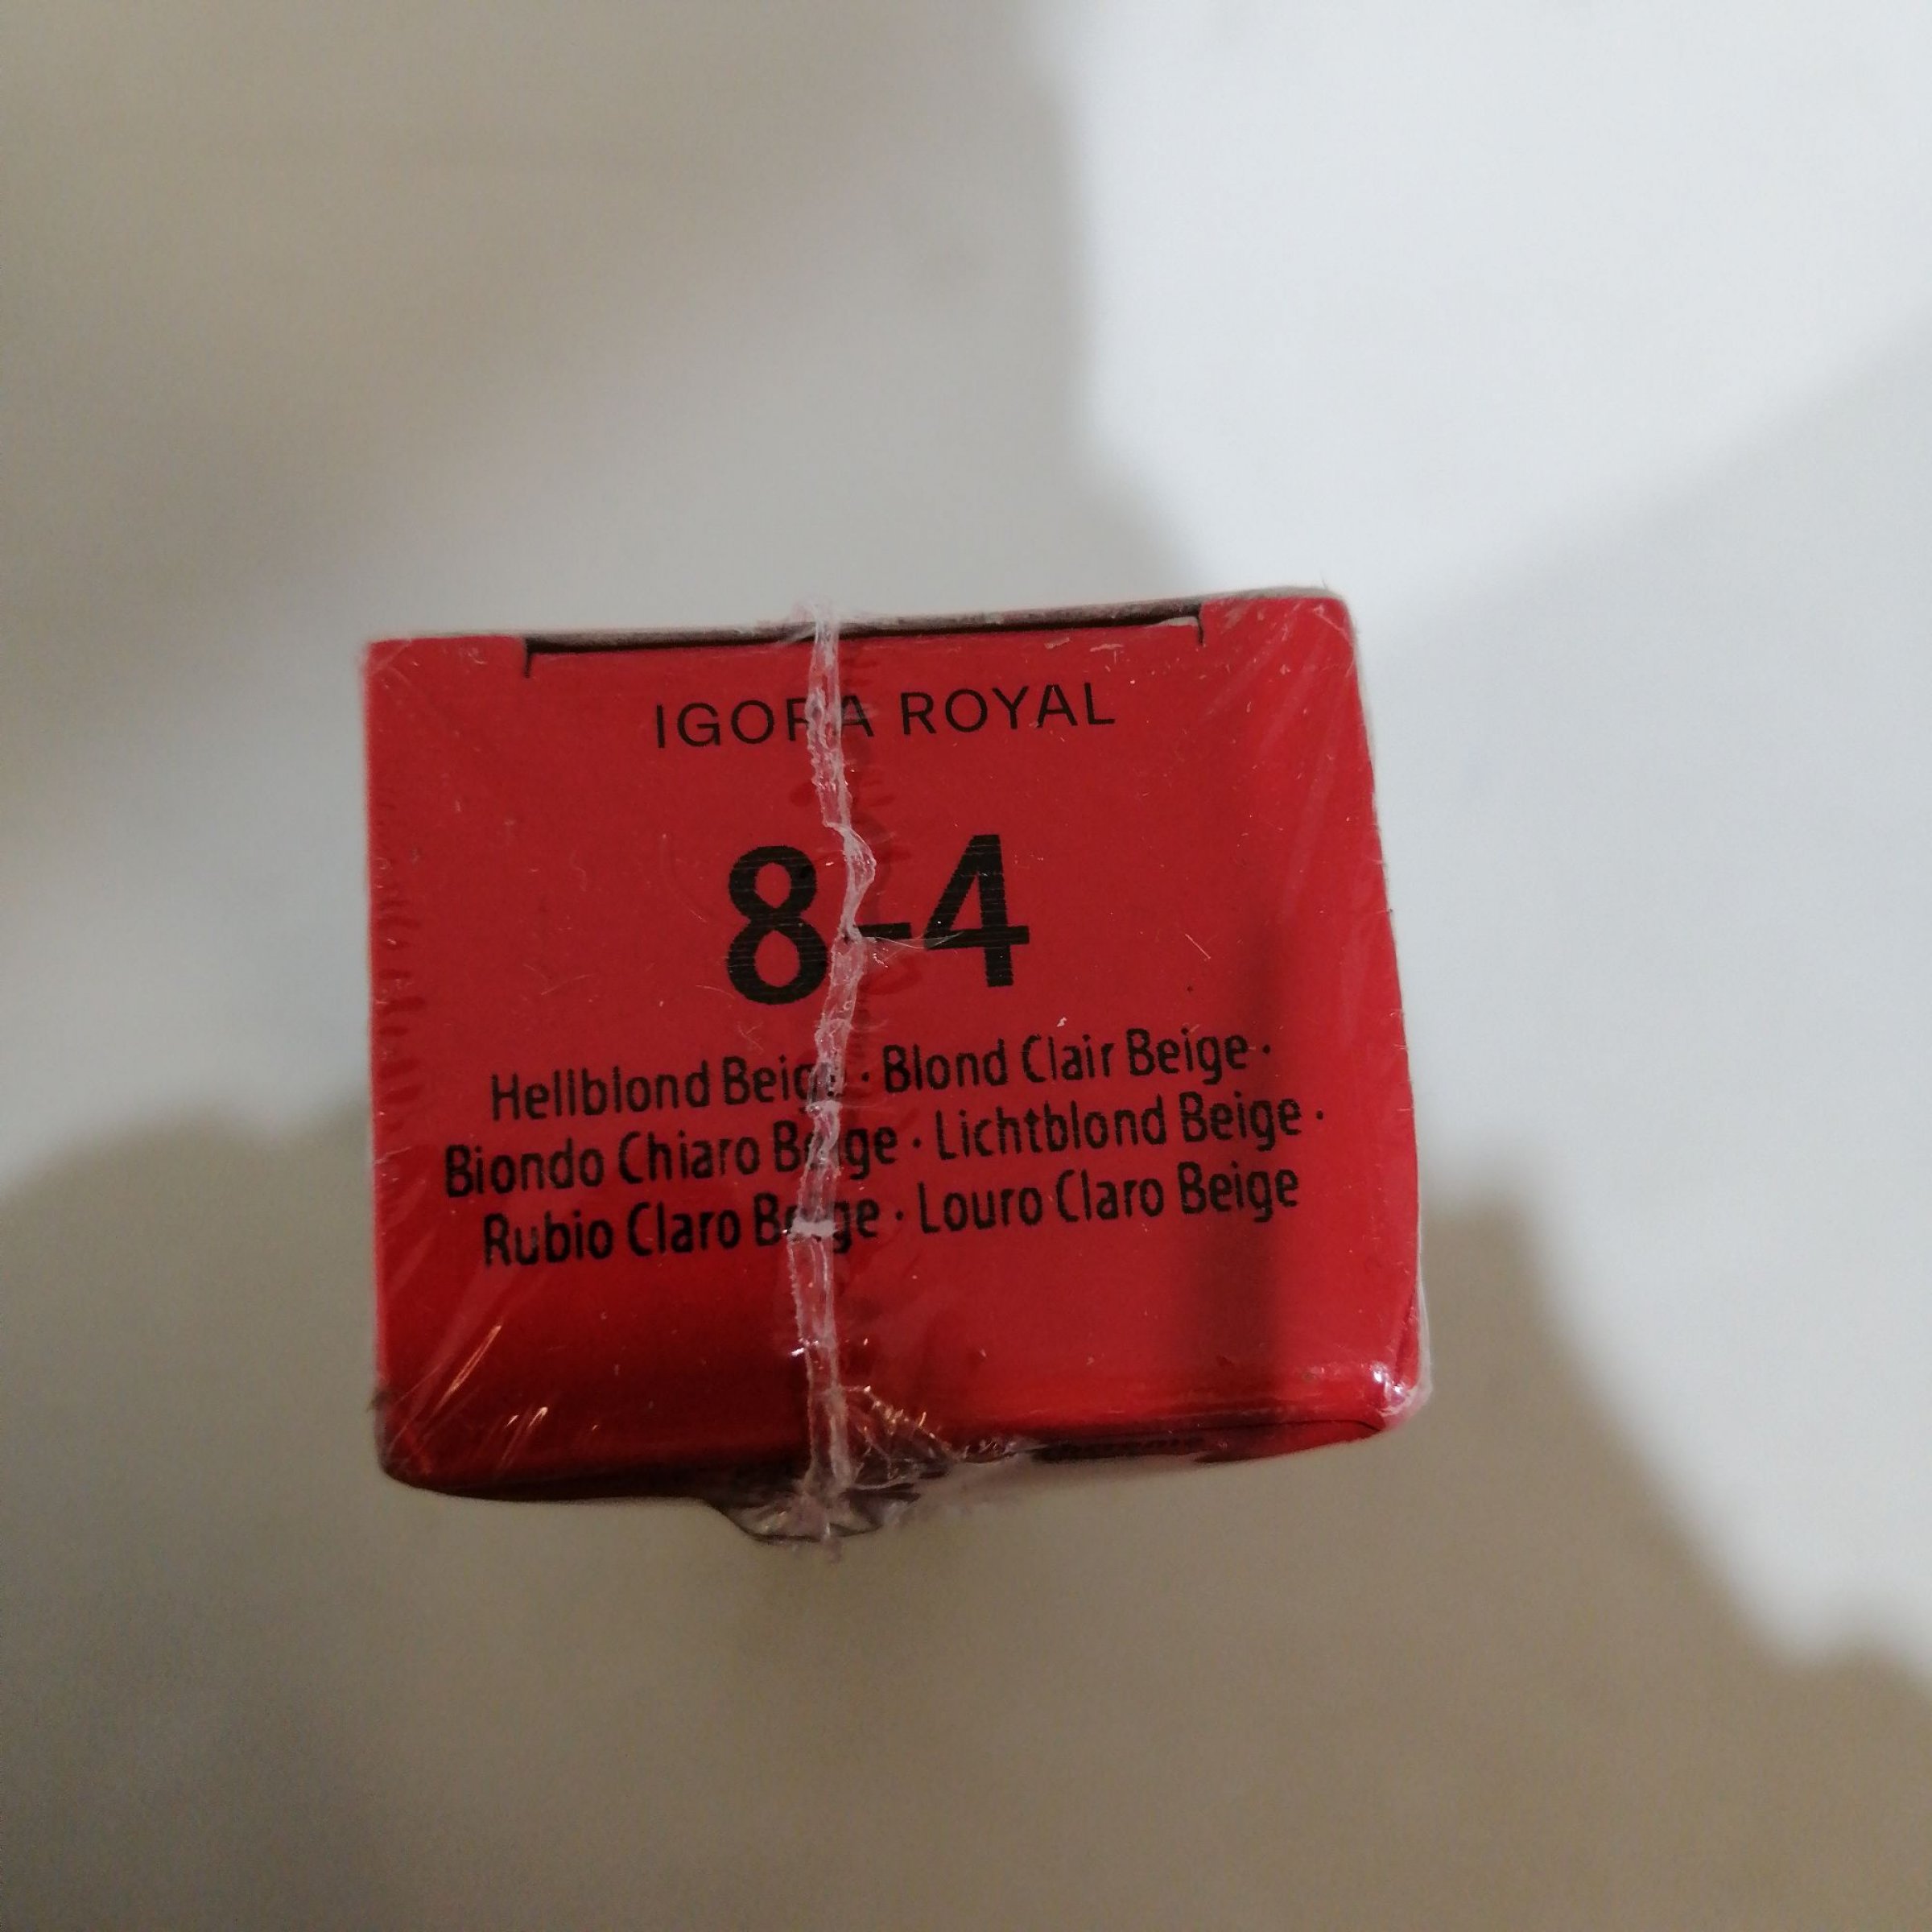 IGORA ROYAL
8-4
Hellblond Beige · Blond Clair Beige ·
Biondo Chiaro Beige · Lichtblond Beige ·
Rubio Claro Beige · Louro Claro Beige